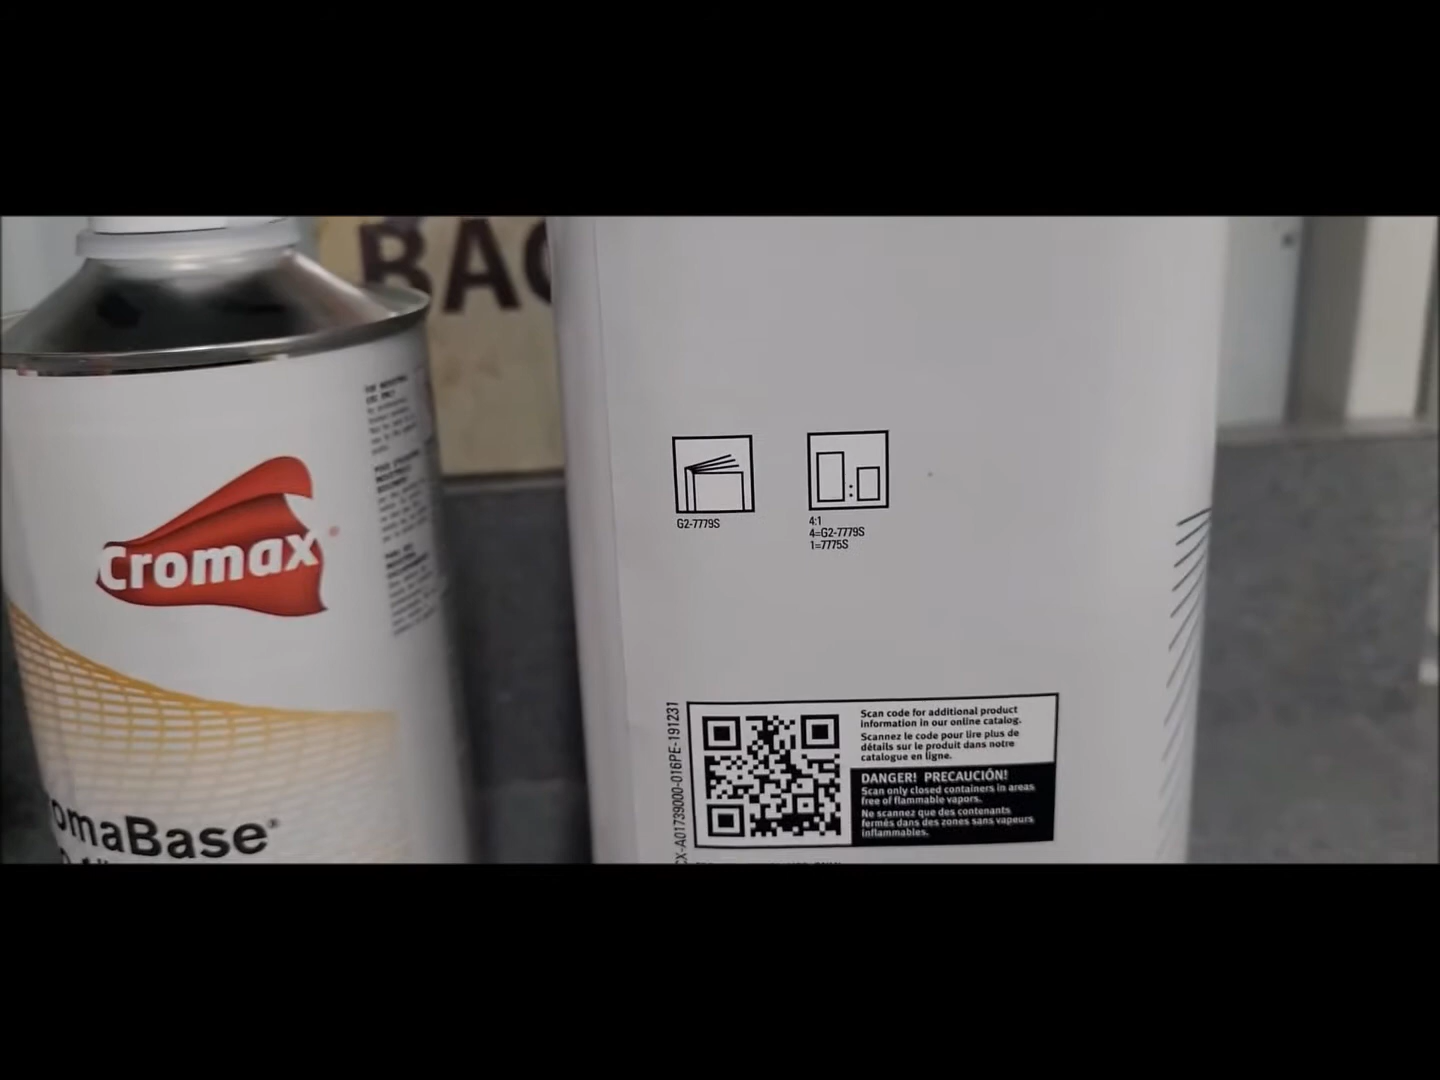 BAC
Cromax
omaBase®
G2-7779S
4:1
4=G2-7779S
1=7775S
CX-A01739000-016PE-191231
Scan code for additional product
information in our online catalog.
Scannez le code pour lire plus de
détails sur le produit dans notre
catalogue en ligne.
DANGER! PRECAUCIÓN!
Scan only closed containers in areas
free of flammable vapors.
Ne scannez que des contenants
fermés dans des zones sans vapeurs
inflammables.